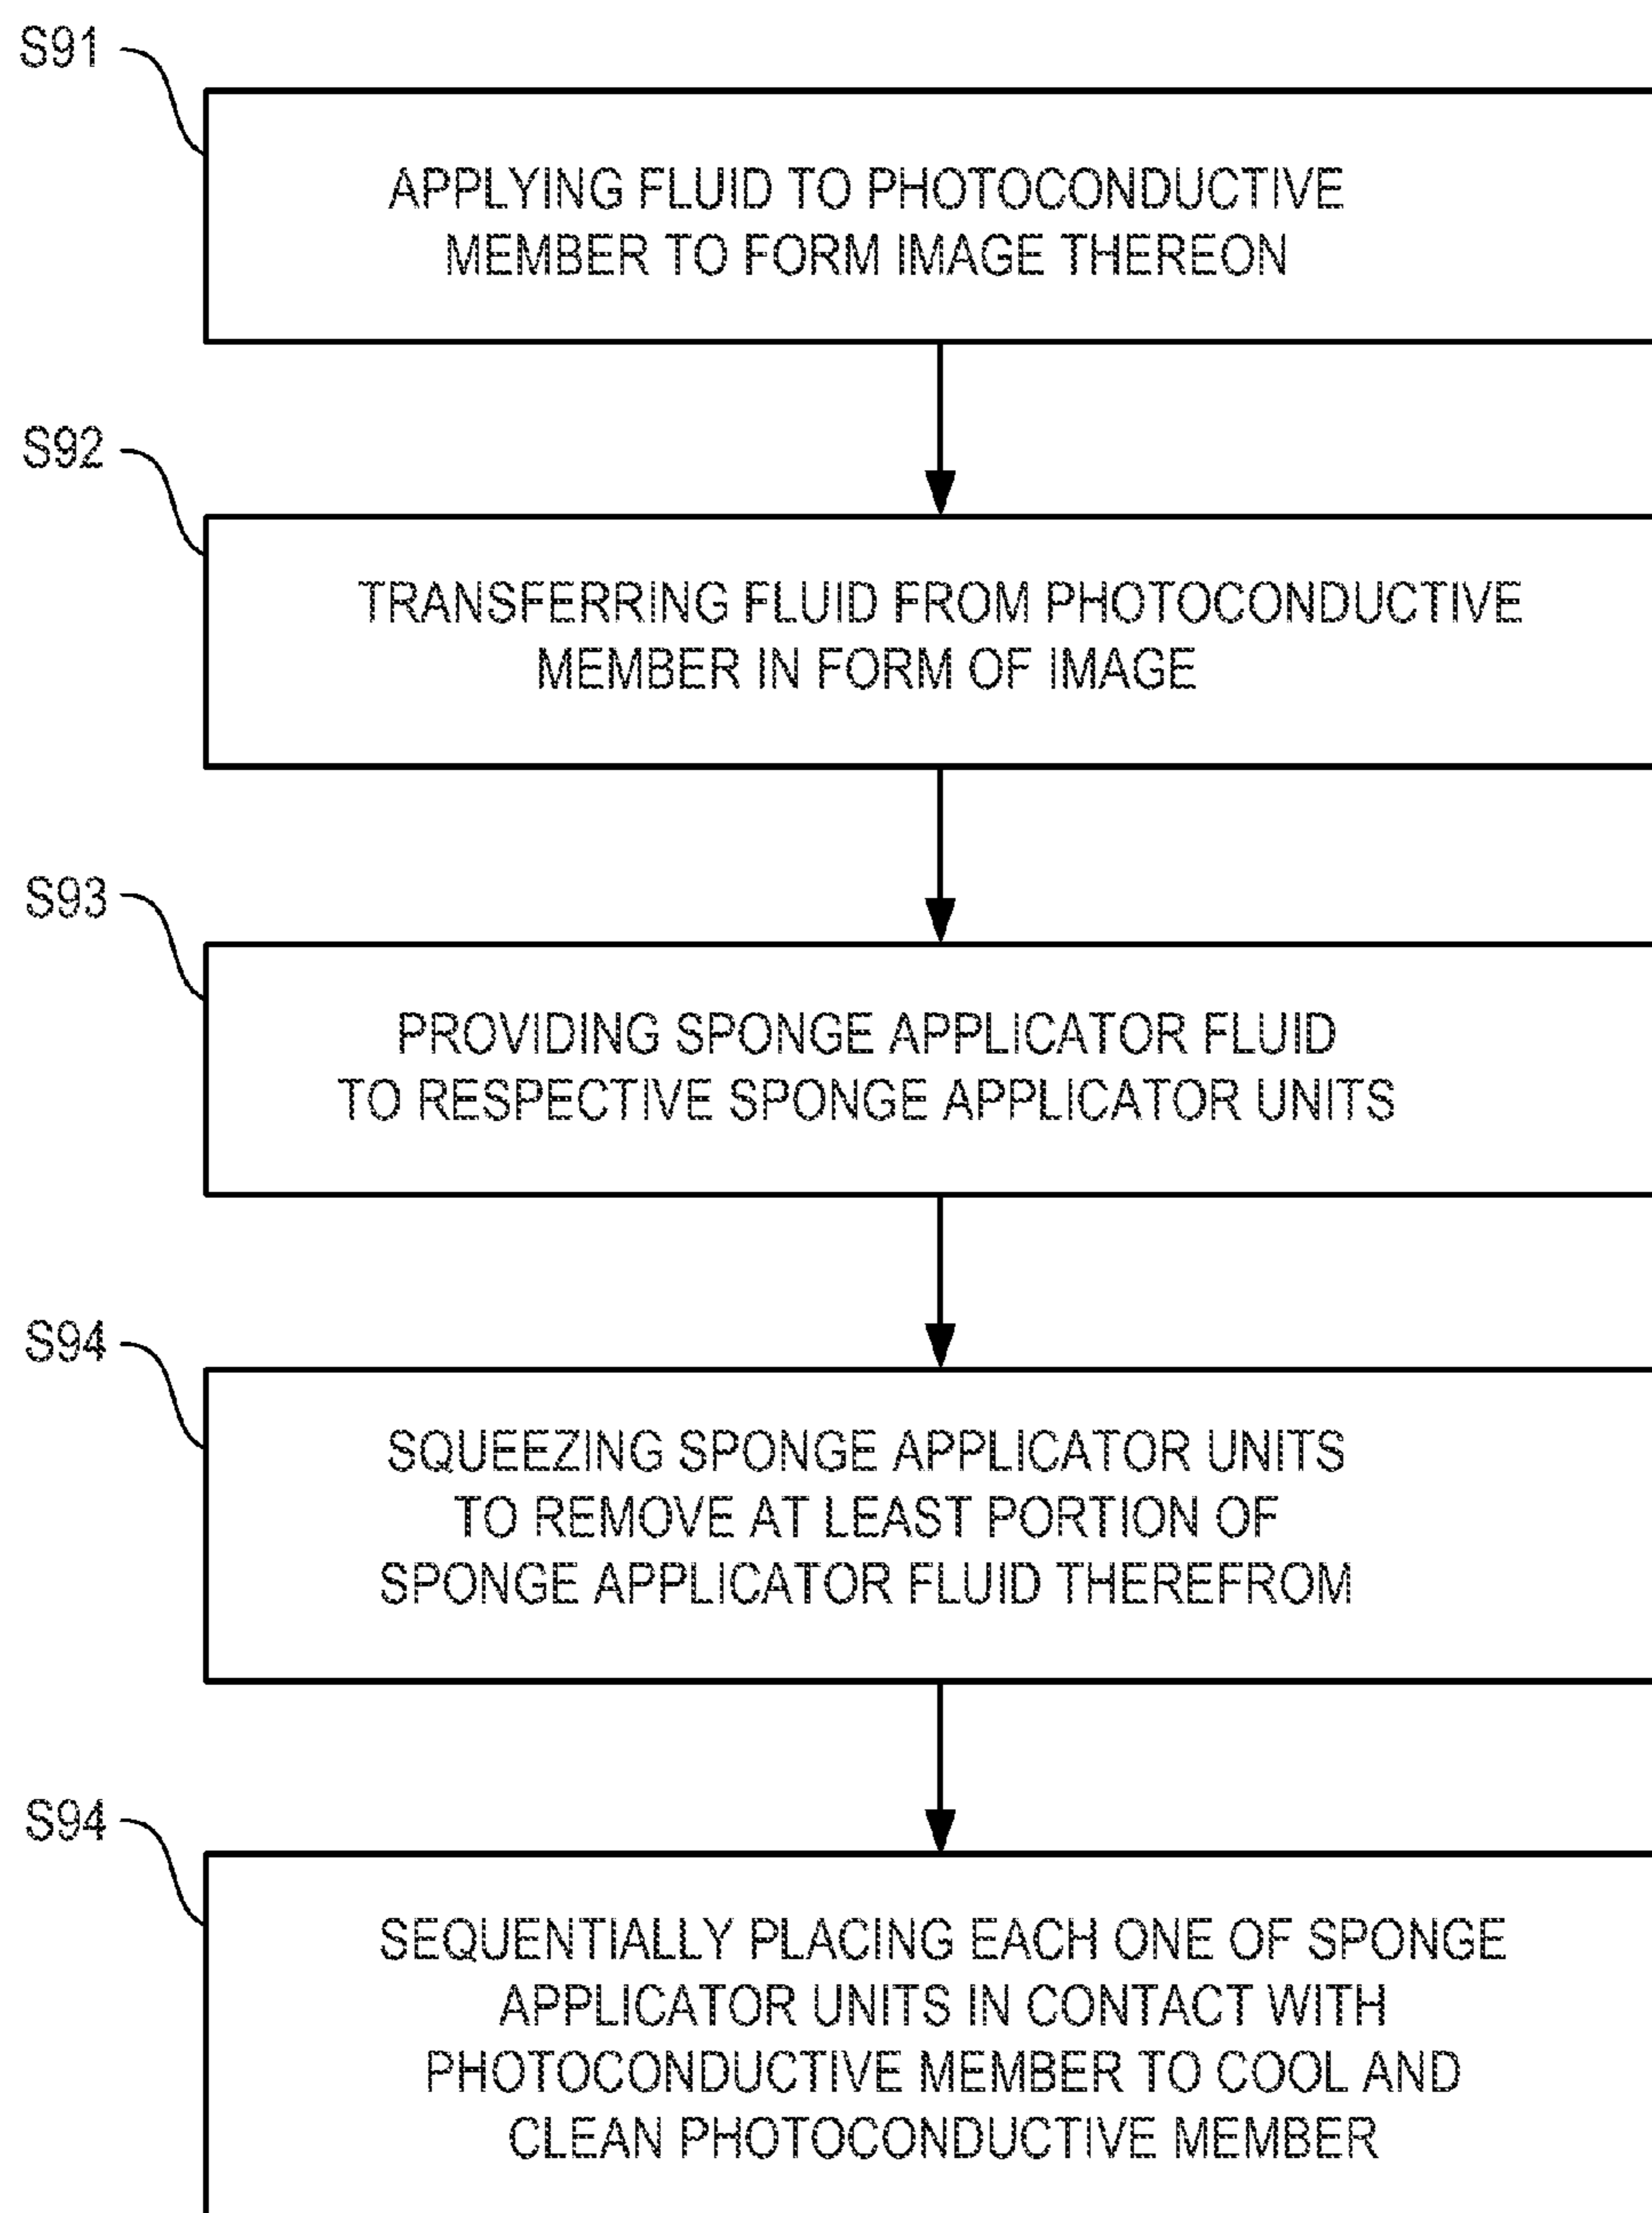 S91
APPLYING FLUID TO PHOTOCONDUCTIVE
MEMBER TO FORM IMAGE THEREON
S92
TRANSFERRING FLUID FROM PHOTOCONDUCTIVE
MEMBER IN FORM OF IMAGE
S93
PROVIDING SPONGE APPLICATOR FLUID
TO RESPECTIVE SPONGE APPLICATOR UNITS
S94
SQUEEZING SPONGE APPLICATOR UNITS
TO REMOVE AT LEAST PORTION OF
SPONGE APPLICATOR FLUID THEREFROM
S94
SEQUENTIALLY PLACING EACH ONE OF SPONGE
APPLICATOR UNITS IN CONTACT WITH
PHOTOCONDUCTIVE MEMBER TO COOL AND
CLEAN PHOTOCONDUCTIVE MEMBER